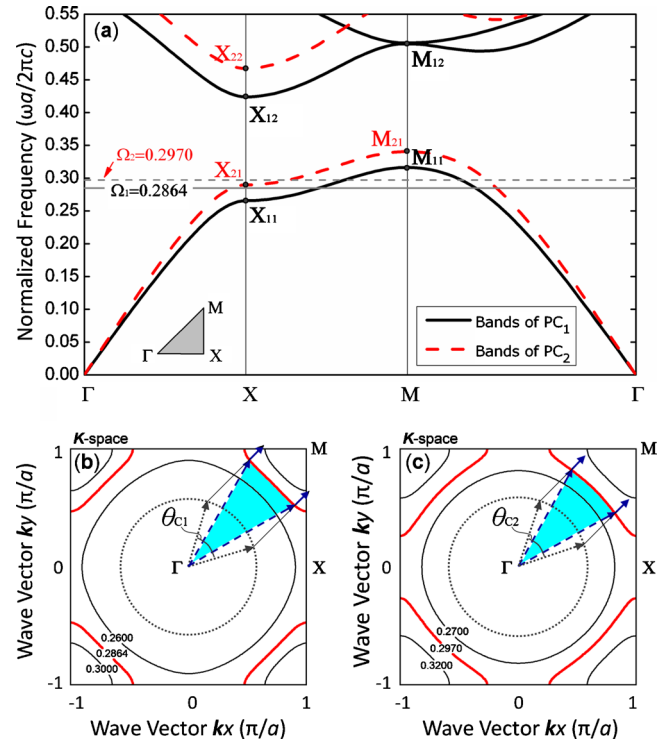 (a)
Normalized Frequency (ωa/2πc)
0.55
0.50
0.45
0.40
0.35
0.30
0.25
0.20
0.15
0.10
0.05
0.00
X₂₂
X₁₂
M₁₂
Ω₂=0.2970
X₂₁
M₂₁
M₁₁
Ω₁=0.2864
X₁₁
M
Γ X
Bands of PC₁
Bands of PC₂
Γ X M Γ
K-space
(b)
M
1
0
-1
Wave Vector ky (π/a)
θC1
Γ
X
0.2600
0.2864
0.3000
-1 0 1
Wave Vector kx (π/a)
K-space
(c)
M
1
0
-1
Wave Vector ky (π/a)
θC2
Γ
X
0.2700
0.2970
0.3200
-1 0 1
Wave Vector kx (π/a)